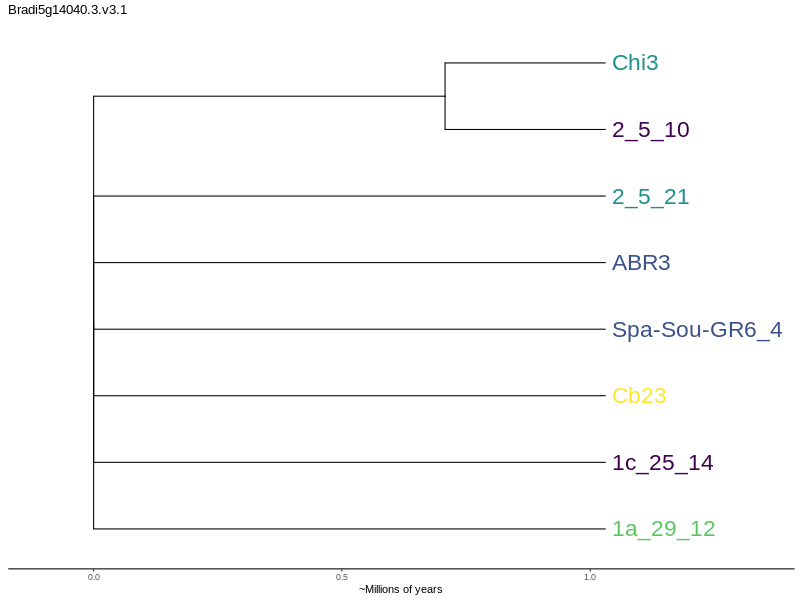 Bradi5g14040.3.v3.1
Chi3
2_5_10
2_5_21
ABR3
Spa-Sou-GR6_4
Cb23
1c_25_14
1a_29_12
0.0 0.5 1.0
~Millions of years